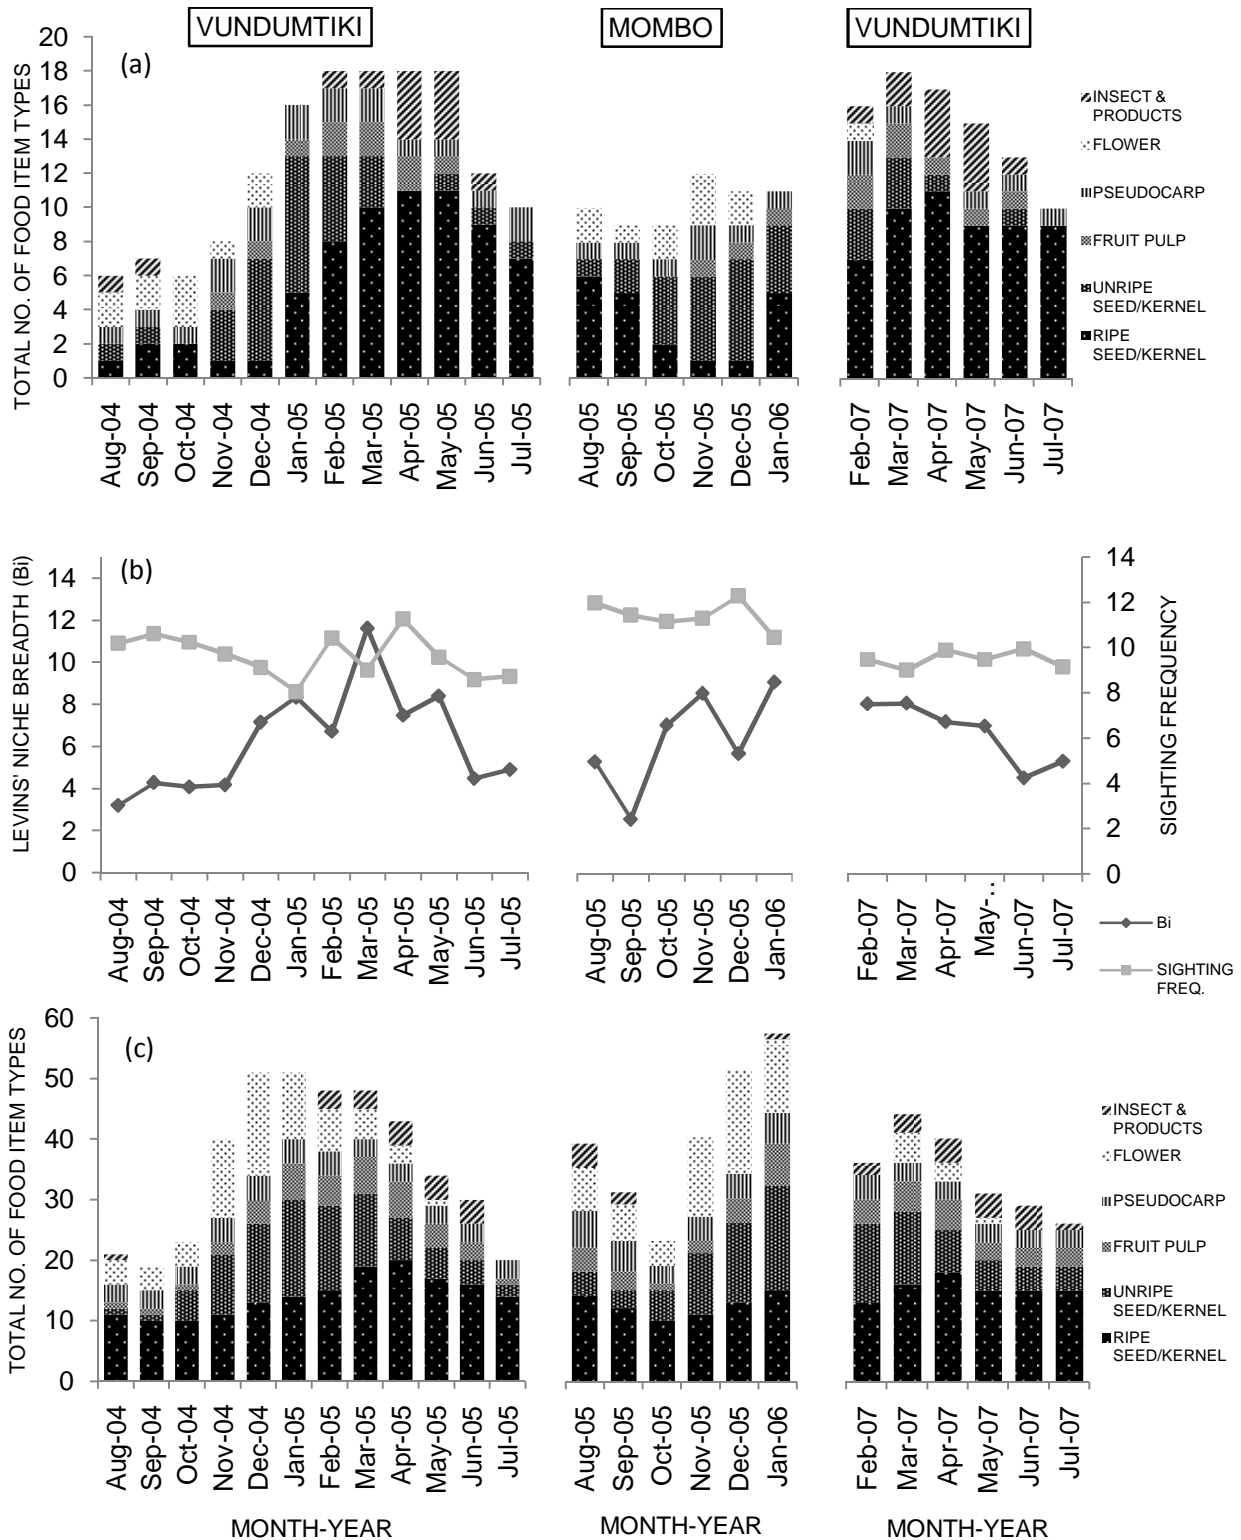 VUNDUMTIKI MOMBO VUNDUMTIKI
(a)
TOTAL NO. OF FOOD ITEM TYPES
20
18
16
14
12
10
8
6
4
2
0
Aug-04 Sep-04 Oct-04 Nov-04 Dec-04 Jan-05 Feb-05 Mar-05 Apr-05 May-05 Jun-05 Jul-05
Aug-05 Sep-05 Oct-05 Nov-05 Dec-05 Jan-06
Feb-07 Mar-07 Apr-07 May-07 Jun-07 Jul-07
INSECT &
PRODUCTS
FLOWER
PSEUDOCARP
FRUIT PULP
UNRIPE
SEED/KERNEL
RIPE
SEED/KERNEL
(b)
LEVINS' NICHE BREADTH (Bi)
14
12
10
8
6
4
2
0
14
12
10
8
6
4
2
0
SIGHTING FREQUENCY
Aug-04 Sep-04 Oct-04 Nov-04 Dec-04 Jan-05 Feb-05 Mar-05 Apr-05 May-05 Jun-05 Jul-05
Aug-05 Sep-05 Oct-05 Nov-05 Dec-05 Jan-06
Feb-07 Mar-07 Apr-07 May-… Jun-07 Jul-07
Bi
SIGHTING
FREQ.
(c)
TOTAL NO. OF FOOD ITEM TYPES
60
50
40
30
20
10
0
Aug-04 Sep-04 Oct-04 Nov-04 Dec-04 Jan-05 Feb-05 Mar-05 Apr-05 May-05 Jun-05 Jul-05
Aug-05 Sep-05 Oct-05 Nov-05 Dec-05 Jan-06
Feb-07 Mar-07 Apr-07 May-07 Jun-07 Jul-07
INSECT &
PRODUCTS
FLOWER
PSEUDOCARP
FRUIT PULP
UNRIPE
SEED/KERNEL
RIPE
SEED/KERNEL
MONTH-YEAR MONTH-YEAR MONTH-YEAR